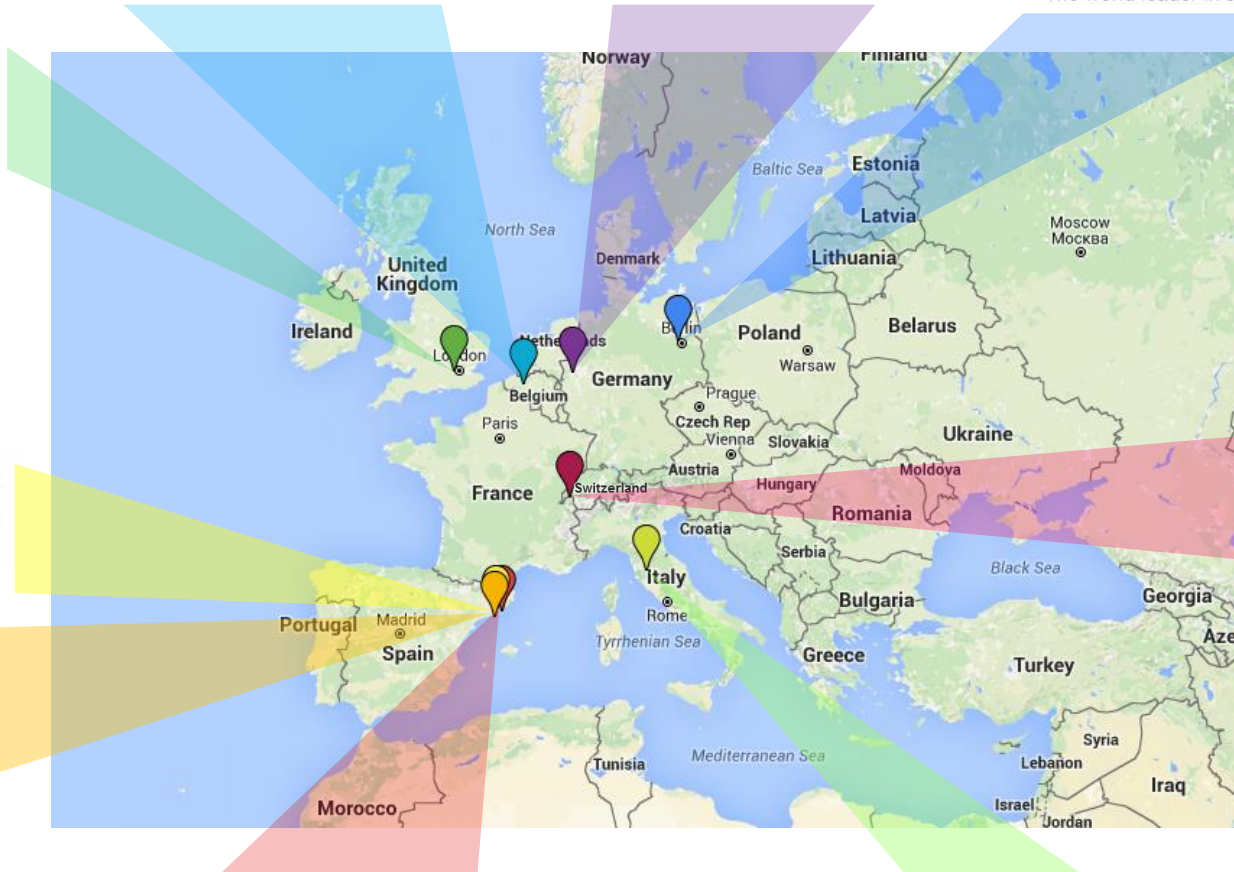 Norway
Finland
Baltic Sea
Estonia
Latvia
North Sea
Moscow
Москва
Denmark
Lithuania
United
Kingdom
Ireland
Belarus
Berlin
Poland
London
Netherlands
Warsaw
Germany
Belgium
Prague
Paris
Czech Rep
Vienna
Slovakia
Ukraine
Austria
Moldova
Switzerland
Hungary
France
Romania
Croatia
Serbia
Black Sea
Italy
Georgia
Bulgaria
Rome
Portugal
Madrid
Tyrrhenian Sea
Spain
Greece
Turkey
Syria
Mediterranean Sea
Tunisia
Lebanon
Iraq
Morocco
Israel
Jordan